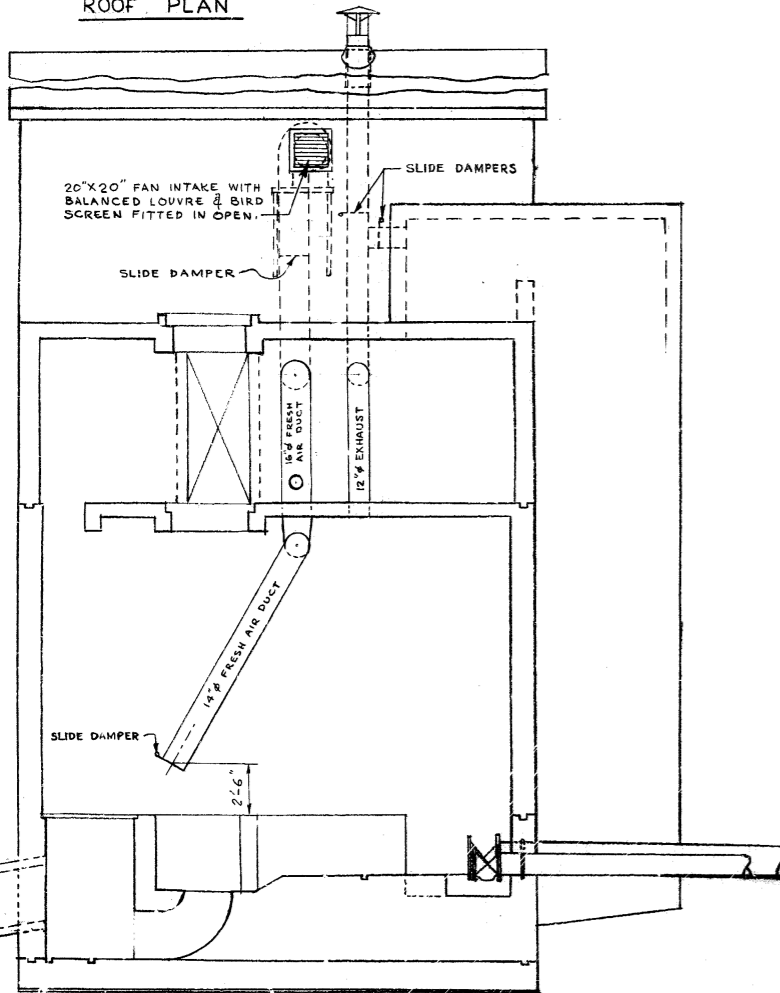 ROOF PLAN
SLIDE DAMPERS
20"X20" FAN INTAKE WITH
BALANCED LOUVRE & BIRD
SCREEN FITTED IN OPEN.
SLIDE DAMPER
16"φ FRESH
AIR DUCT
12"φ EXHAUST
14"φ FRESH AIR DUCT
SLIDE DAMPER
2'-6"